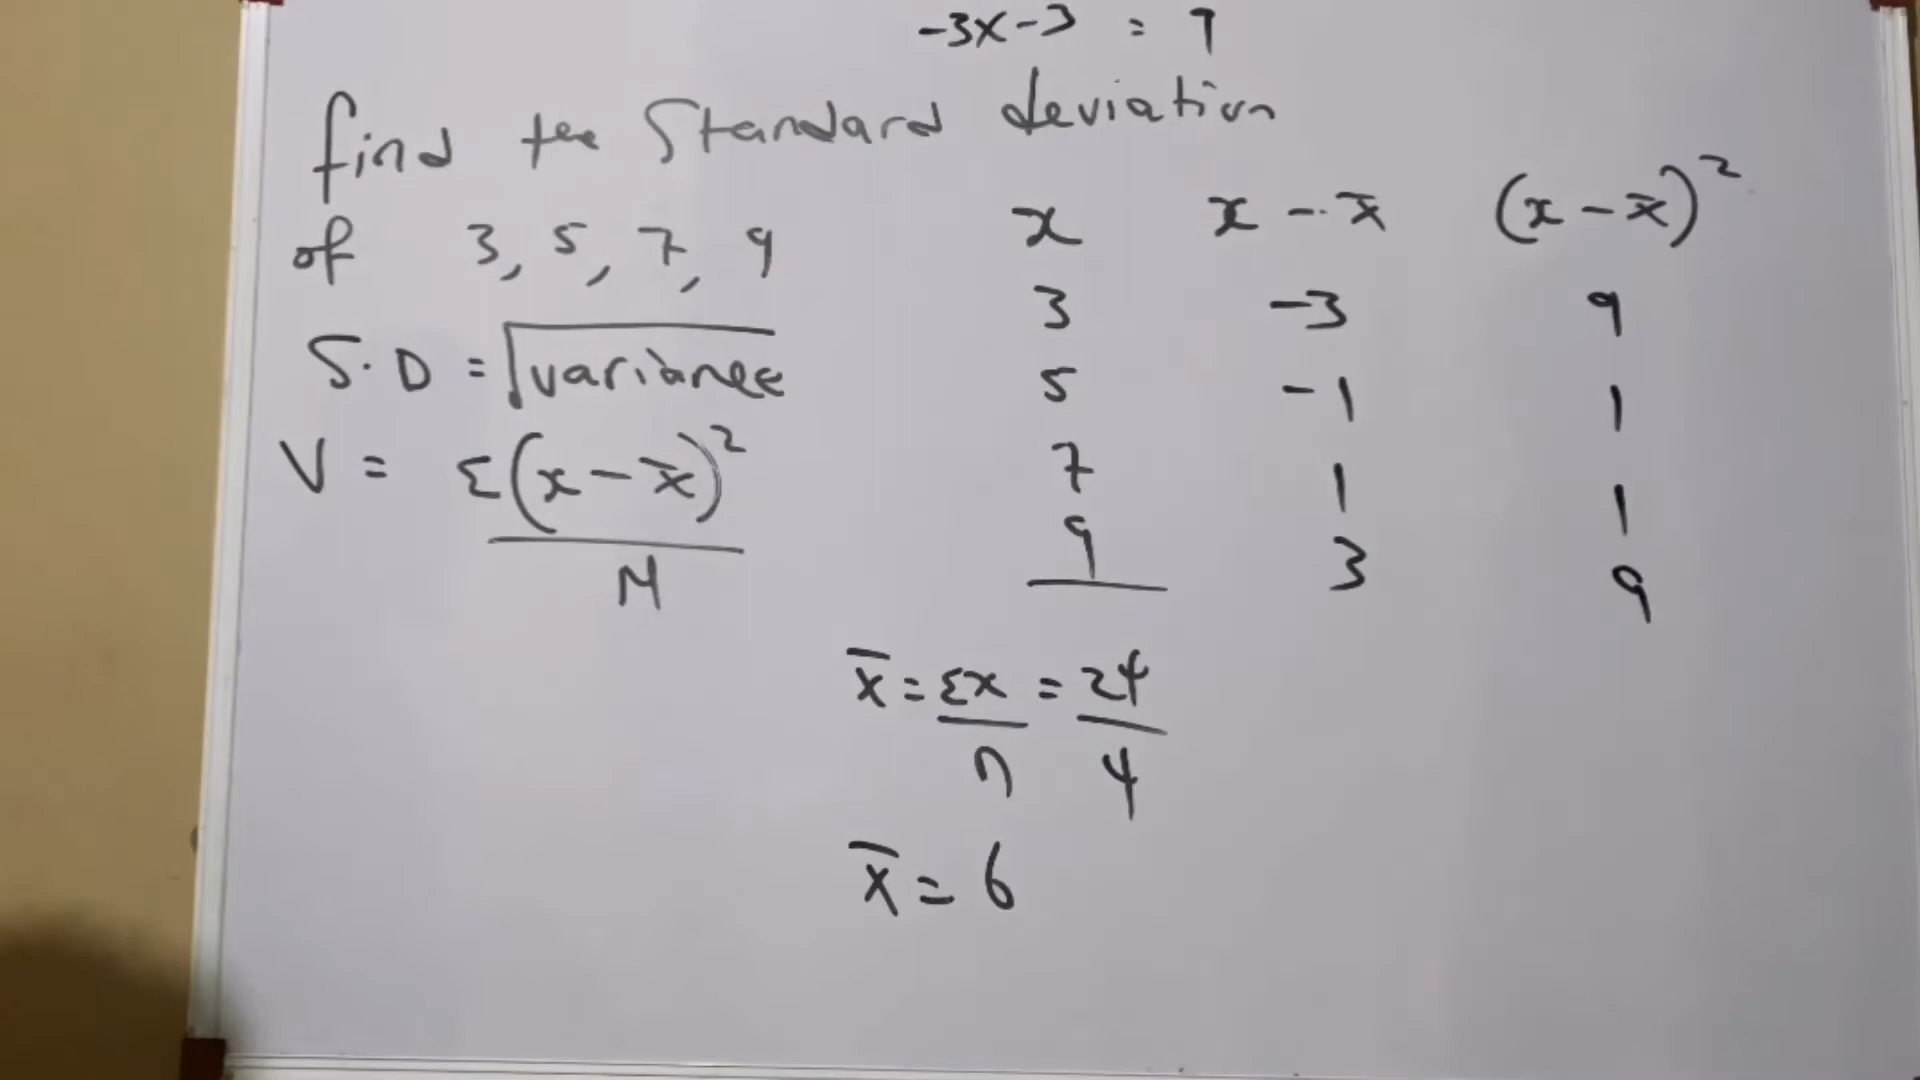 -3x-3 = 9
find the Standard deviation
of 3, 5, 7, 9
S.D = √variance
V = Σ(x-x̄)²
N
x x-x̄ (x-x̄)²
3 -3 9
5 -1 1
7 1 1
9 3 9
x̄ = Σx = 24
n 4
x̄ = 6